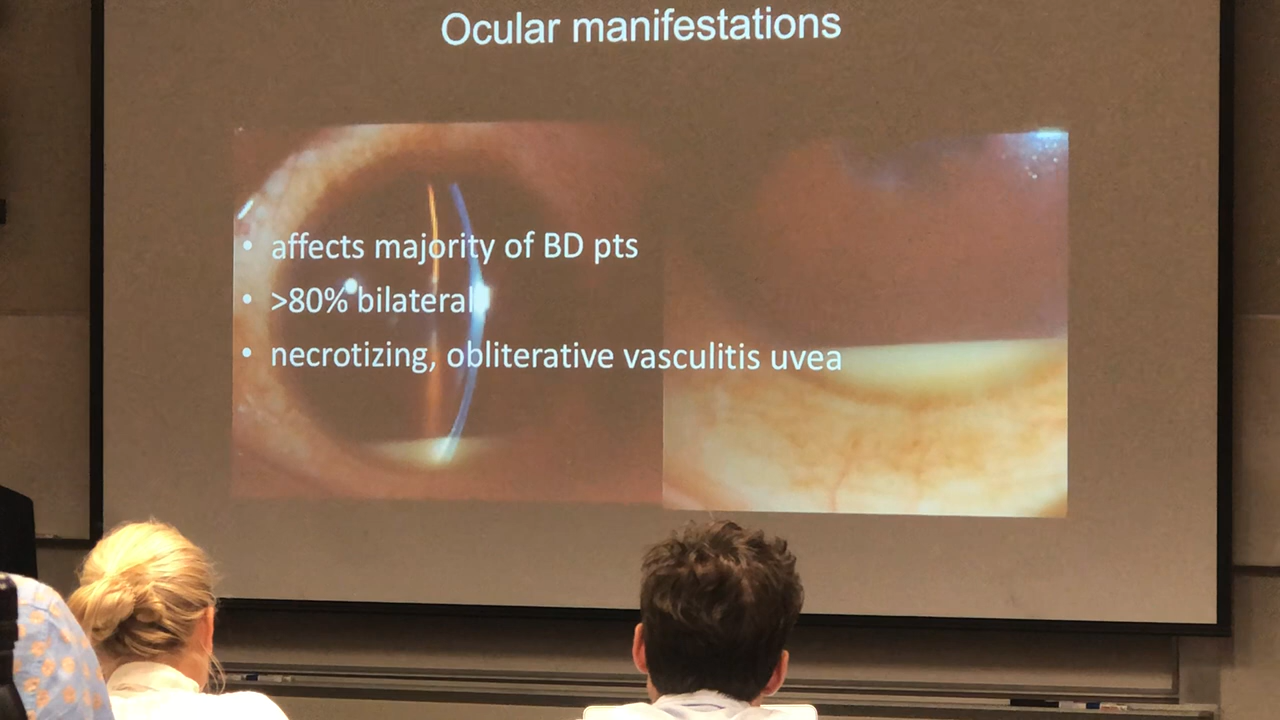 Ocular manifestations
• affects majority of BD pts
• >80% bilateral
• necrotizing, obliterative vasculitis uvea